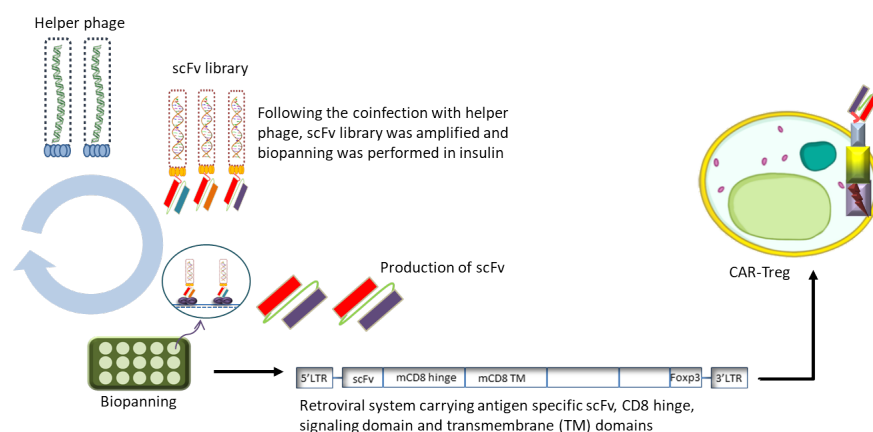 Helper phage
scFv library
Following the coinfection with helper
phage, scFv library was amplified and
biopanning was performed in insulin
Production of scFv
CAR-Treg
5'LTR scFv mCD8 hinge mCD8 TM Foxp3 3'LTR
Biopanning
Retroviral system carrying antigen specific scFv, CD8 hinge,
signaling domain and transmembrane (TM) domains